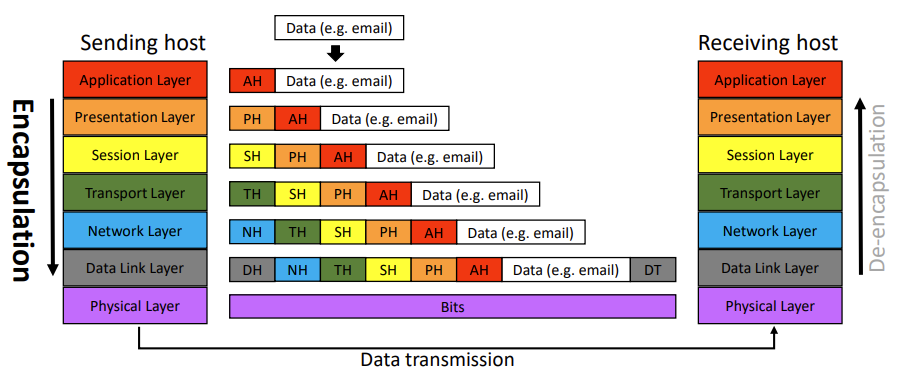 Data (e.g. email)
Sending host
Receiving host
Application Layer
AH Data (e.g. email)
Application Layer
Presentation Layer
PH AH Data (e.g. email)
Presentation Layer
Session Layer
SH PH AH Data (e.g. email)
Session Layer
Transport Layer
TH SH PH AH Data (e.g. email)
Transport Layer
Network Layer
NH TH SH PH AH Data (e.g. email)
Network Layer
Data Link Layer
DH NH TH SH PH AH Data (e.g. email) DT
Data Link Layer
Physical Layer
Bits
Physical Layer
Encapsulation
De-encapsulation
Data transmission